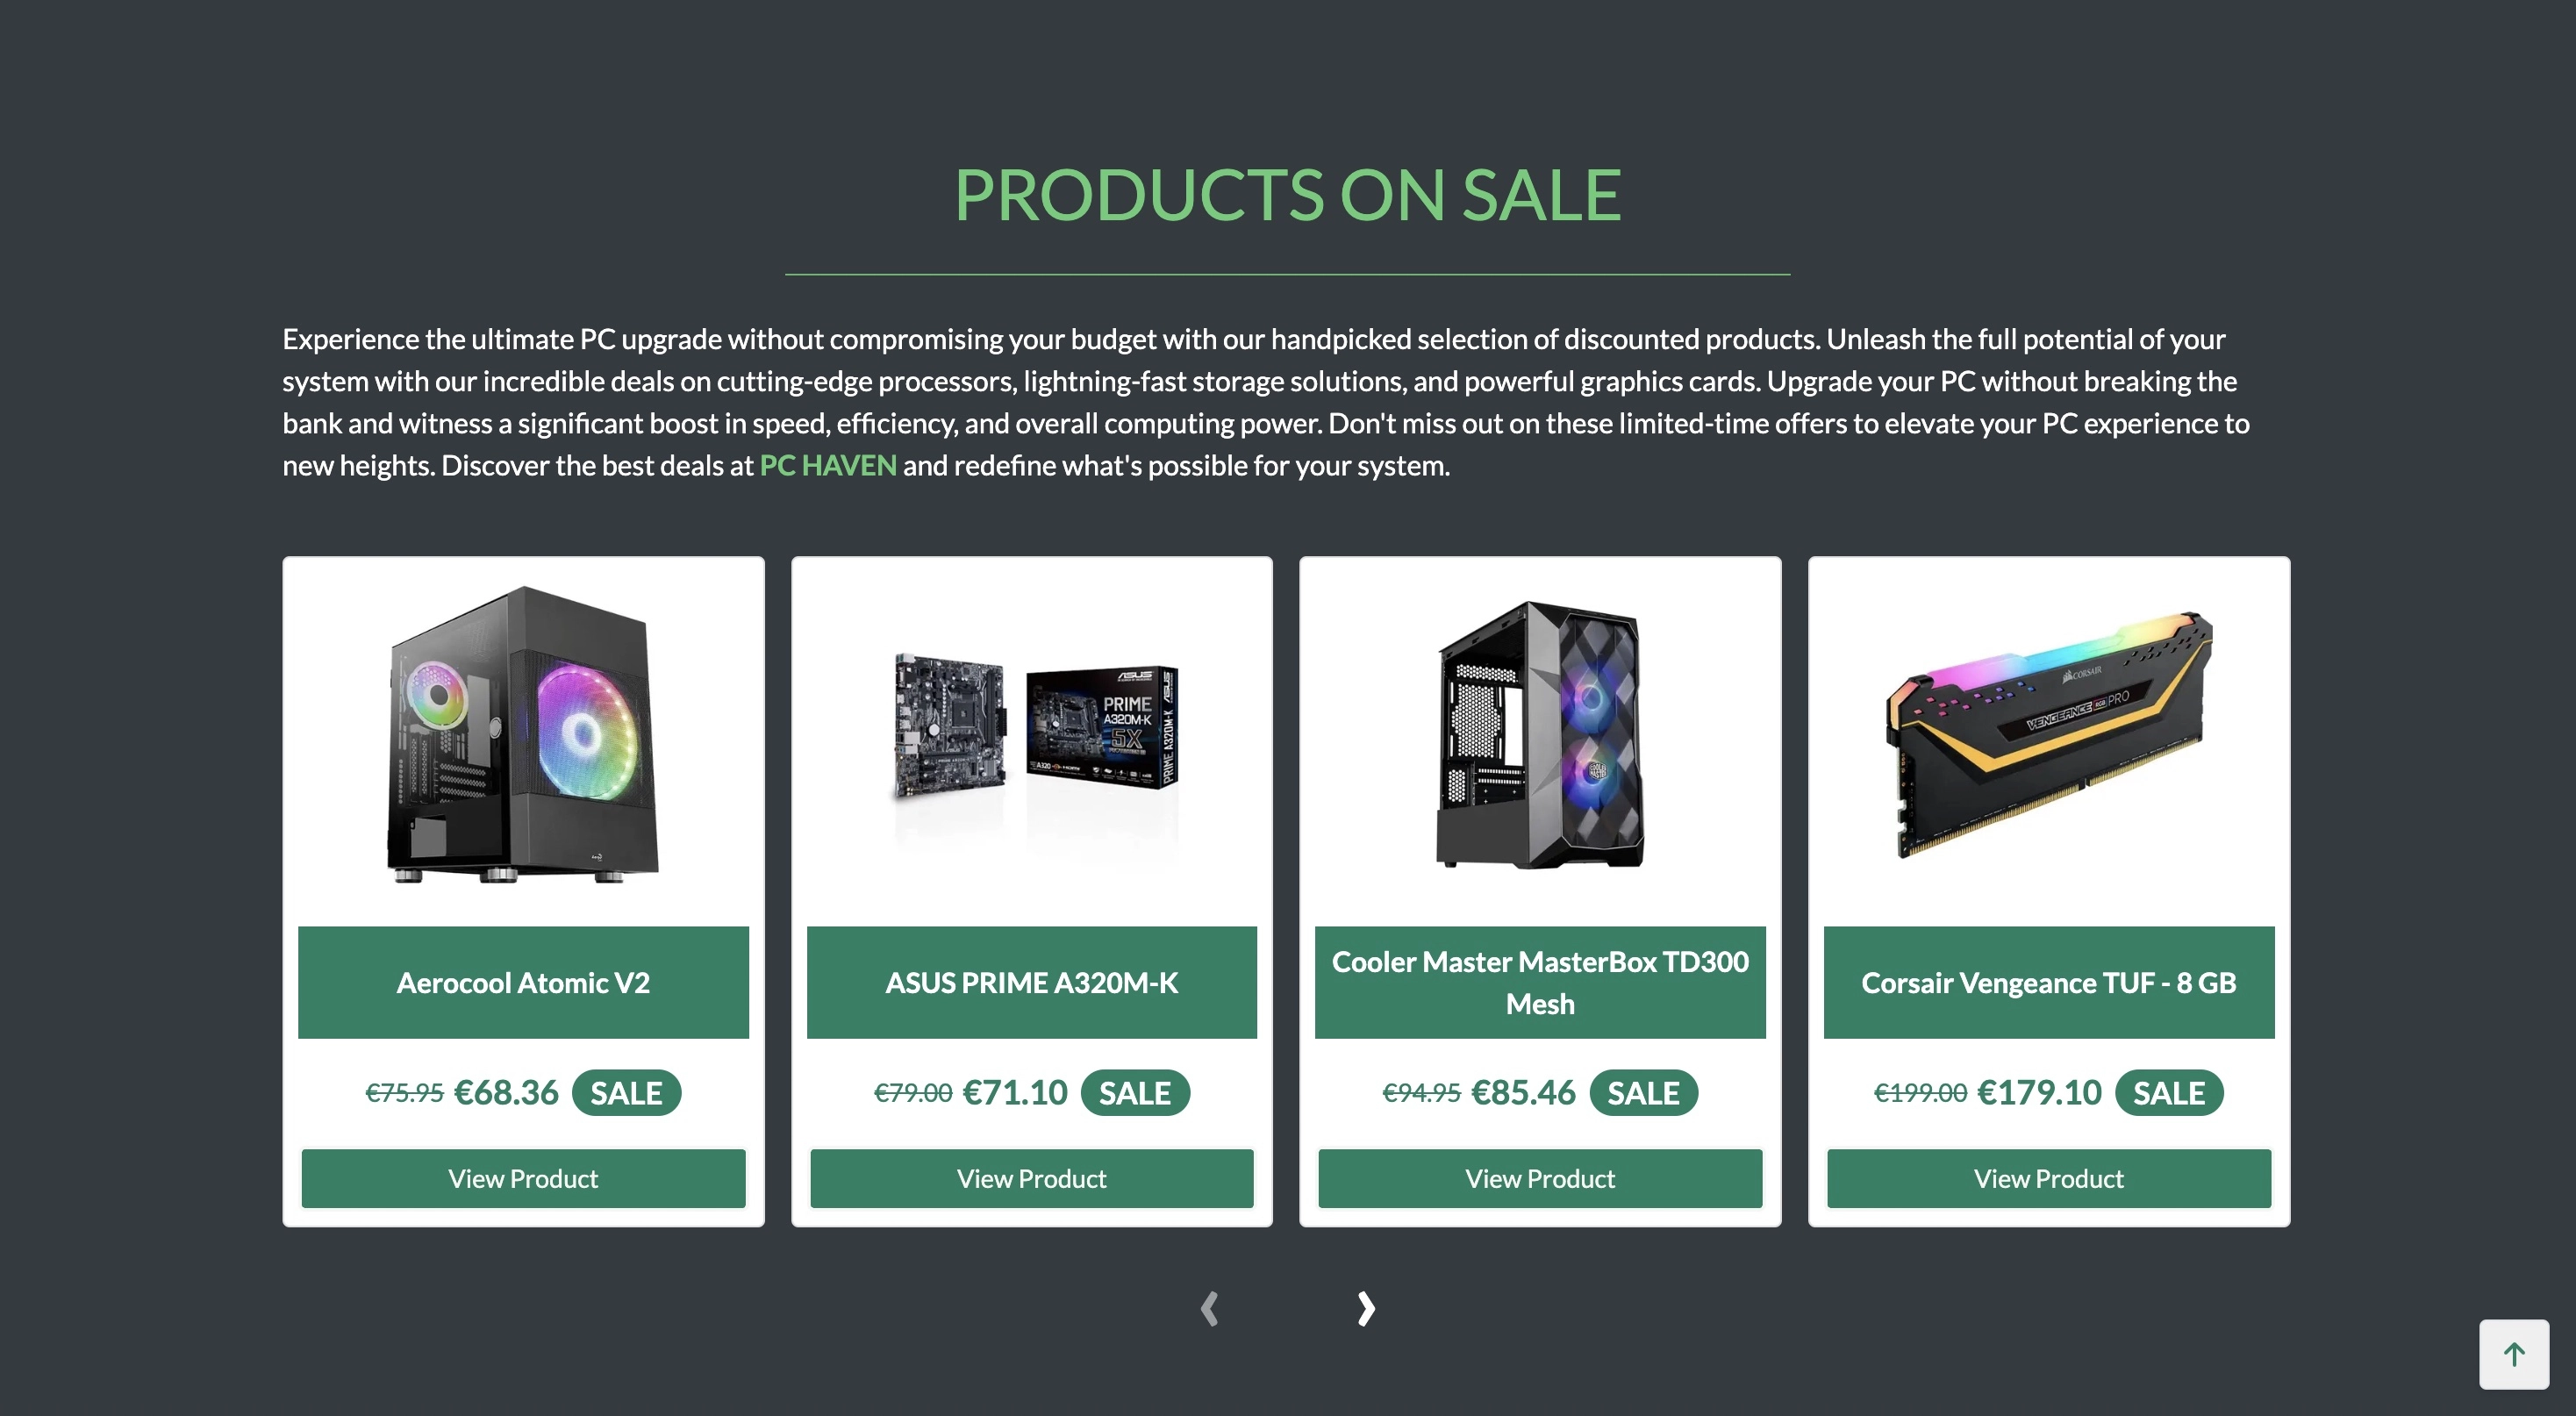 PRODUCTS ON SALE
Experience the ultimate PC upgrade without compromising your budget with our handpicked selection of discounted products. Unleash the full potential of your
system with our incredible deals on cutting-edge processors, lightning-fast storage solutions, and powerful graphics cards. Upgrade your PC without breaking the
bank and witness a significant boost in speed, efficiency, and overall computing power. Don't miss out on these limited-time offers to elevate your PC experience to
new heights. Discover the best deals at PC HAVEN and redefine what's possible for your system.
ASUS
ASUS
PRIME
A320M-K
5X
A320
PRIME A320M-K
COOLER
MASTER
CORSAIR
VENGEANCE RGB PRO
Aerocool Atomic V2
ASUS PRIME A320M-K
Cooler Master MasterBox TD300
Mesh
Corsair Vengeance TUF - 8 GB
€75.95 €68.36 SALE
€79.00 €71.10 SALE
€94.95 €85.46 SALE
€199.00 €179.10 SALE
View Product
View Product
View Product
View Product